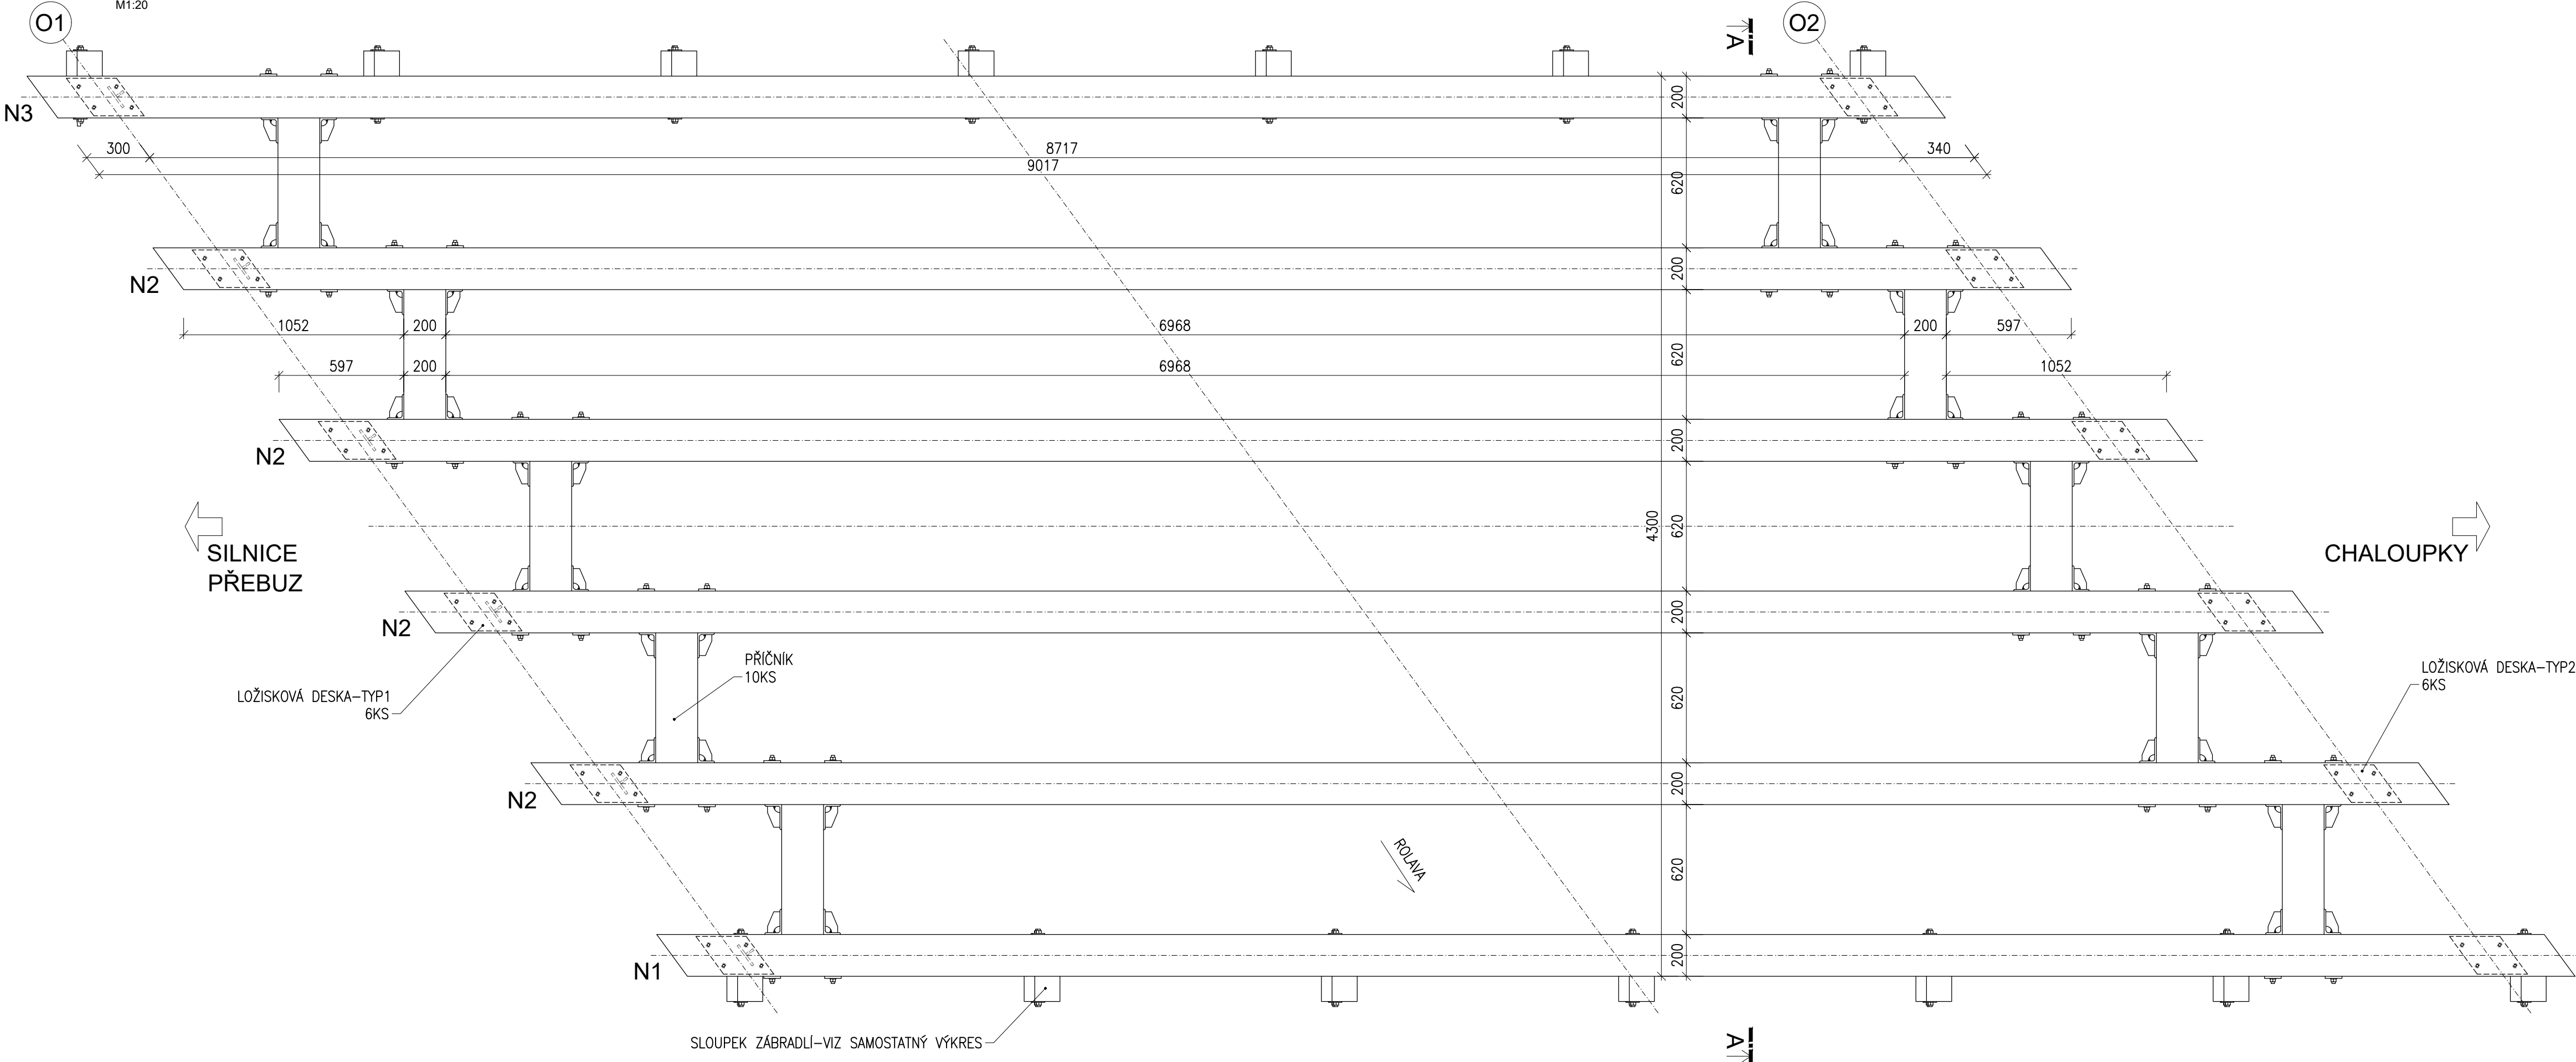 M1:20
O1
O2
A
200
N3
300
8717
340
9017
620
200
N2
1052
200
6968
200
597
620
597
200
6968
1052
200
N2
4300
620
SILNICE
PŘEBUZ
CHALOUPKY
200
N2
PŘÍČNÍK
10KS
LOŽISKOVÁ DESKA-TYP1
6KS
LOŽISKOVÁ DESKA-TYP2
6KS
620
200
N2
ROLAVA
620
200
N1
SLOUPEK ZÁBRADLÍ-VIZ SAMOSTATNÝ VÝKRES
A